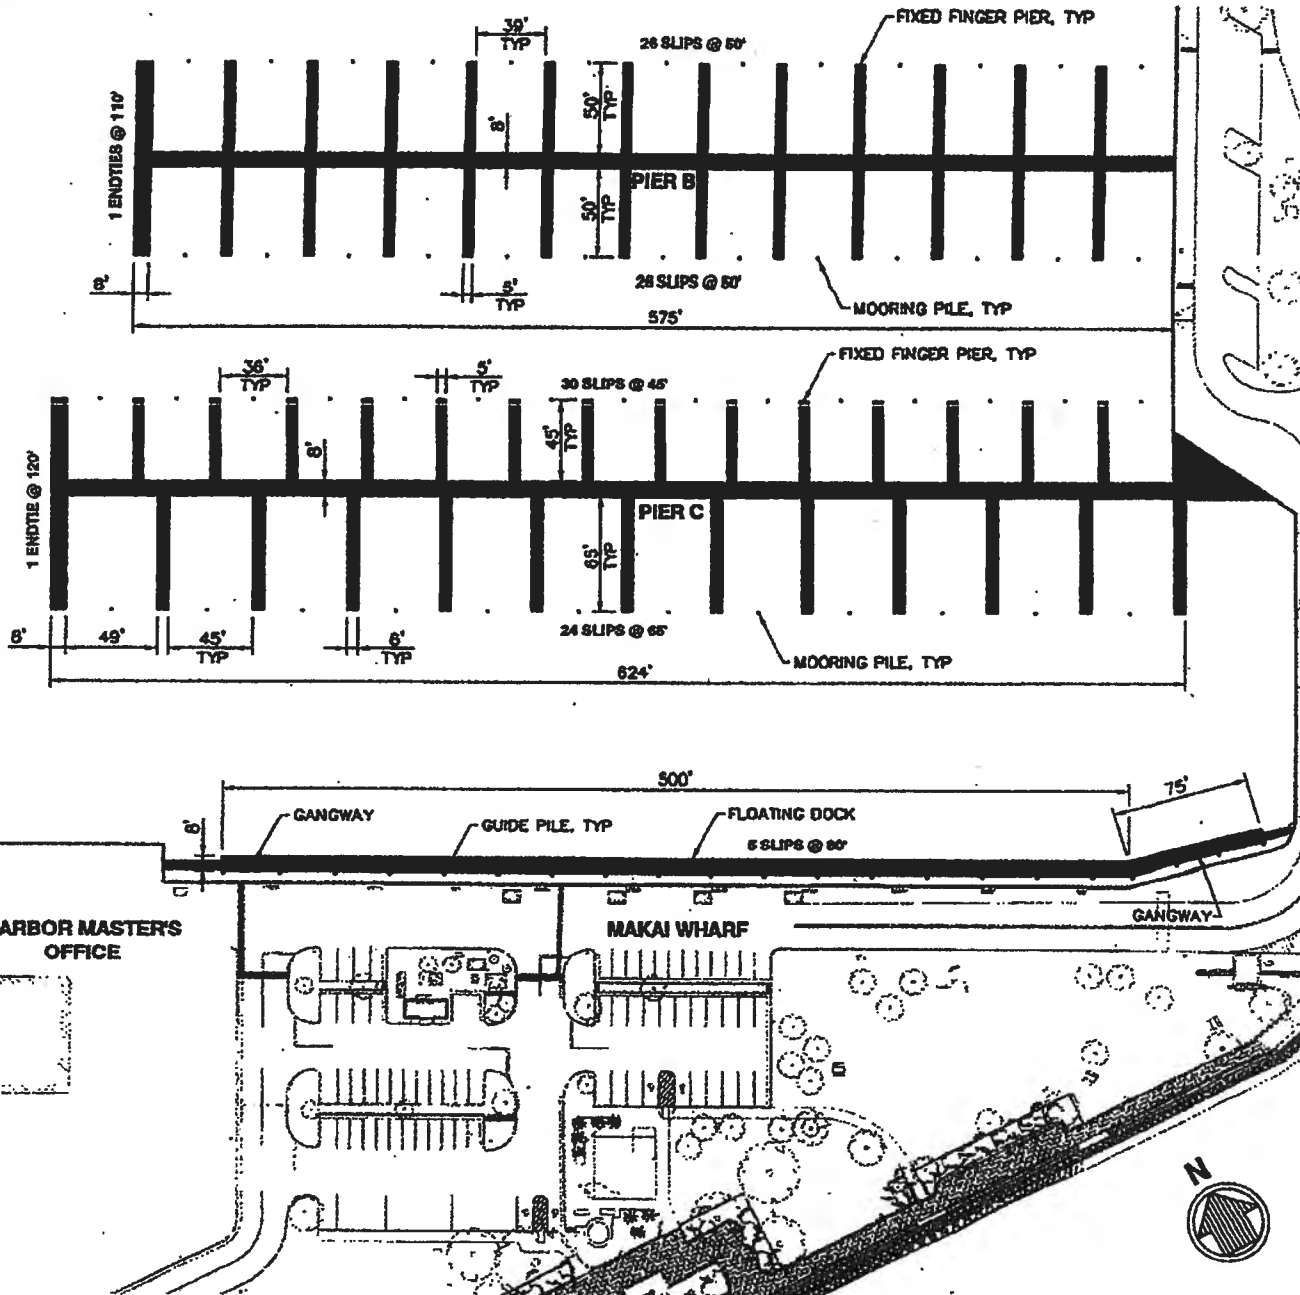 FIXED FINGER PIER, TYP
39'
TYP
26 SLIPS @ 50'
1 ENDTIES @ 110'
8'
50'
TYP
PIER B
50'
TYP
26 SLIPS @ 50'
8'
5'
TYP
MOORING PILE, TYP
575'
FIXED FINGER PIER, TYP
36'
TYP
5'
TYP
30 SLIPS @ 45'
45'
TYP
8'
1 ENDTIE @ 120'
PIER C
65'
TYP
24 SLIPS @ 65'
8'
49'
45'
TYP
6'
TYP
MOORING PILE, TYP
624'
500'
75'
GANGWAY
GUIDE PILE, TYP
FLOATING DOCK
8'
5 SLIPS @ 80'
GANGWAY
ARBOR MASTER'S
OFFICE
MAKAI WHARF
N